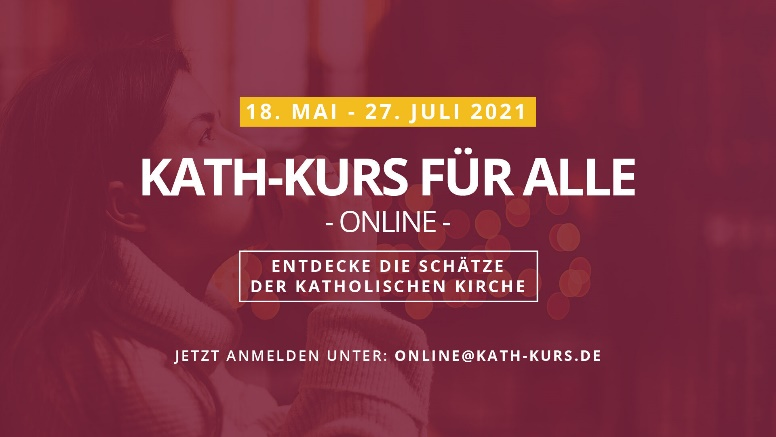 18. MAI - 27. JULI 2021
KATH-KURS FÜR ALLE
- ONLINE -
ENTDECKE DIE SCHÄTZE
DER KATHOLISCHEN KIRCHE
JETZT ANMELDEN UNTER: ONLINE@KATH-KURS.DE